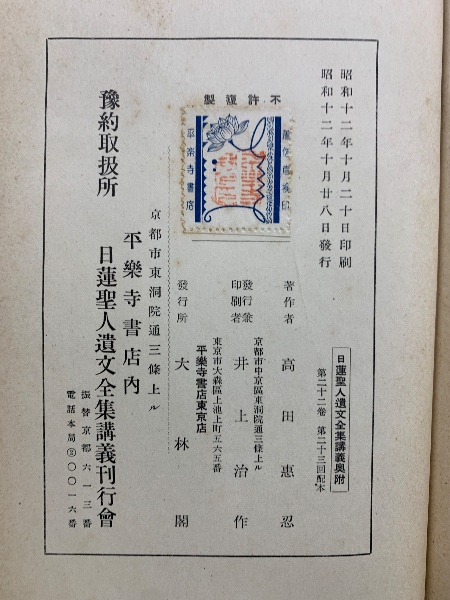 昭和十二年十月二十日印刷
昭和十二年十月廿八日發行
不許複製
平樂寺書店
日蓮聖人遺文全集講義奧附
第二十二卷 第二十三回配本
著作者 高田惠忍
京都市中京區東洞院通三條上ル
發行兼印刷者 井上治作
東京市大森區上池上町五六五番
平樂寺書店東京店
發行所 大林閣
京都市東洞院通三條上ル
平樂寺書店內
豫約取扱所 日蓮聖人遺文全集講義刊行會
振替京都六一三番
電話本局②〇〇一六番